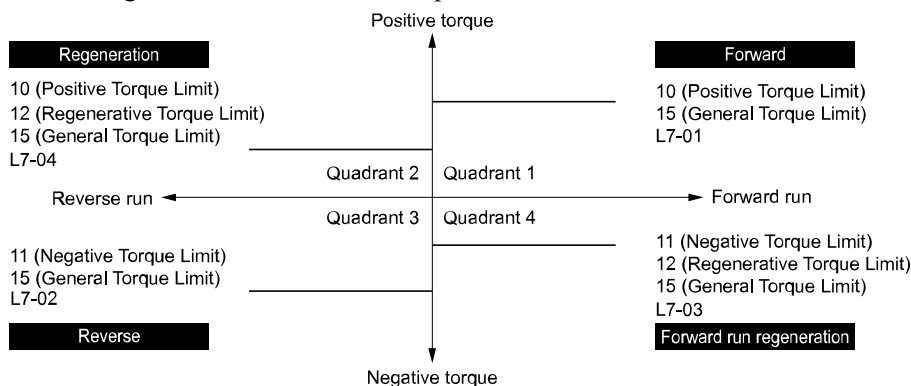 Positive torque
Regeneration
10 (Positive Torque Limit)
12 (Regenerative Torque Limit)
15 (General Torque Limit)
L7-04
Forward
10 (Positive Torque Limit)
15 (General Torque Limit)
L7-01
Quadrant 2
Quadrant 1
Reverse run
Forward run
Quadrant 3
Quadrant 4
11 (Negative Torque Limit)
15 (General Torque Limit)
L7-02
Reverse
11 (Negative Torque Limit)
12 (Regenerative Torque Limit)
15 (General Torque Limit)
L7-03
Forward run regeneration
Negative torque